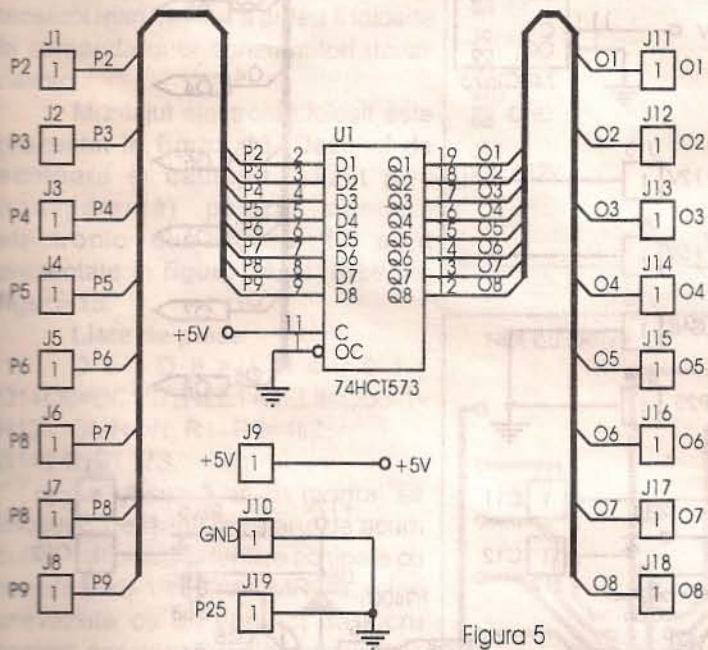 J1
P2 1 P2
J2
P3 1 P3
J3
P4 1 P4
J4
P5 1 P5
J5
P6 1 P6
J6
P8 1 P7
J7
P8 1 P8
J8
P9 1 P9
U1
P2 2 D1 Q1 19 O1
P3 3 D2 Q2 18 O2
P4 4 D3 Q3 17 O3
P5 5 D4 Q4 16 O4
P6 6 D5 Q5 15 O5
P7 7 D6 Q6 14 O6
P8 8 D7 Q7 13 O7
P9 9 D8 Q8 12 O8
+5V 11 C
1 OC
74HCT573
J9
+5V 1 +5V
J10
GND 1
J19
P25 1
J11
O1 1 O1
J12
O2 1 O2
J13
O3 1 O3
J14
O4 1 O4
J15
O5 1 O5
J16
O6 1 O6
J17
O7 1 O7
J18
O8 1 O8
Figura 5